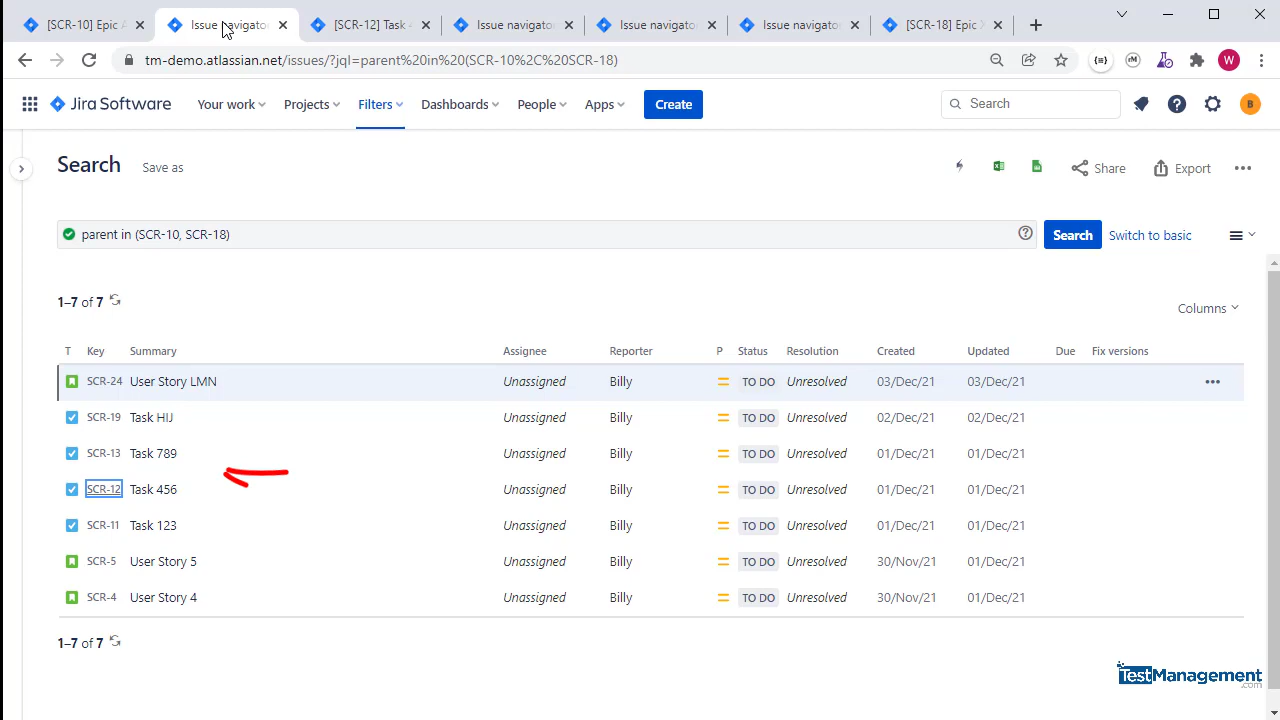 [SCR-10] Epic A Issue navigato [SCR-12] Task 4 Issue navigato Issue navigato Issue navigato [SCR-18] Epic X
tm-demo.atlassian.net/issues/?jql=parent%20in%20(SCR-10%2C%20SCR-18) W
Jira Software Your work Projects Filters Dashboards People Apps Create Search B
Search Save as Share Export
parent in (SCR-10, SCR-18) Search Switch to basic
1–7 of 7
Columns
T Key Summary Assignee Reporter P Status Resolution Created Updated Due Fix versions
SCR-24 User Story LMN Unassigned Billy TO DO Unresolved 03/Dec/21 03/Dec/21
SCR-19 Task HIJ Unassigned Billy TO DO Unresolved 02/Dec/21 02/Dec/21
SCR-13 Task 789 Unassigned Billy TO DO Unresolved 01/Dec/21 01/Dec/21
SCR-12 Task 456 Unassigned Billy TO DO Unresolved 01/Dec/21 01/Dec/21
SCR-11 Task 123 Unassigned Billy TO DO Unresolved 01/Dec/21 01/Dec/21
SCR-5 User Story 5 Unassigned Billy TO DO Unresolved 30/Nov/21 01/Dec/21
SCR-4 User Story 4 Unassigned Billy TO DO Unresolved 30/Nov/21 01/Dec/21
1–7 of 7
TestManagement
.com